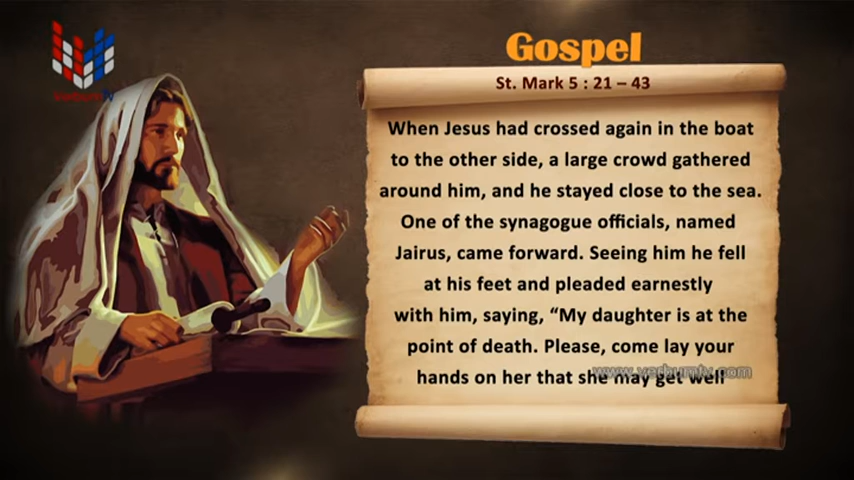 VerbumTV
Gospel
St. Mark 5 : 21 – 43
When Jesus had crossed again in the boat
to the other side, a large crowd gathered
around him, and he stayed close to the sea.
One of the synagogue officials, named
Jairus, came forward. Seeing him he fell
at his feet and pleaded earnestly
with him, saying, “My daughter is at the
point of death. Please, come lay your
hands on her that she may get well
www.verbumtv.com